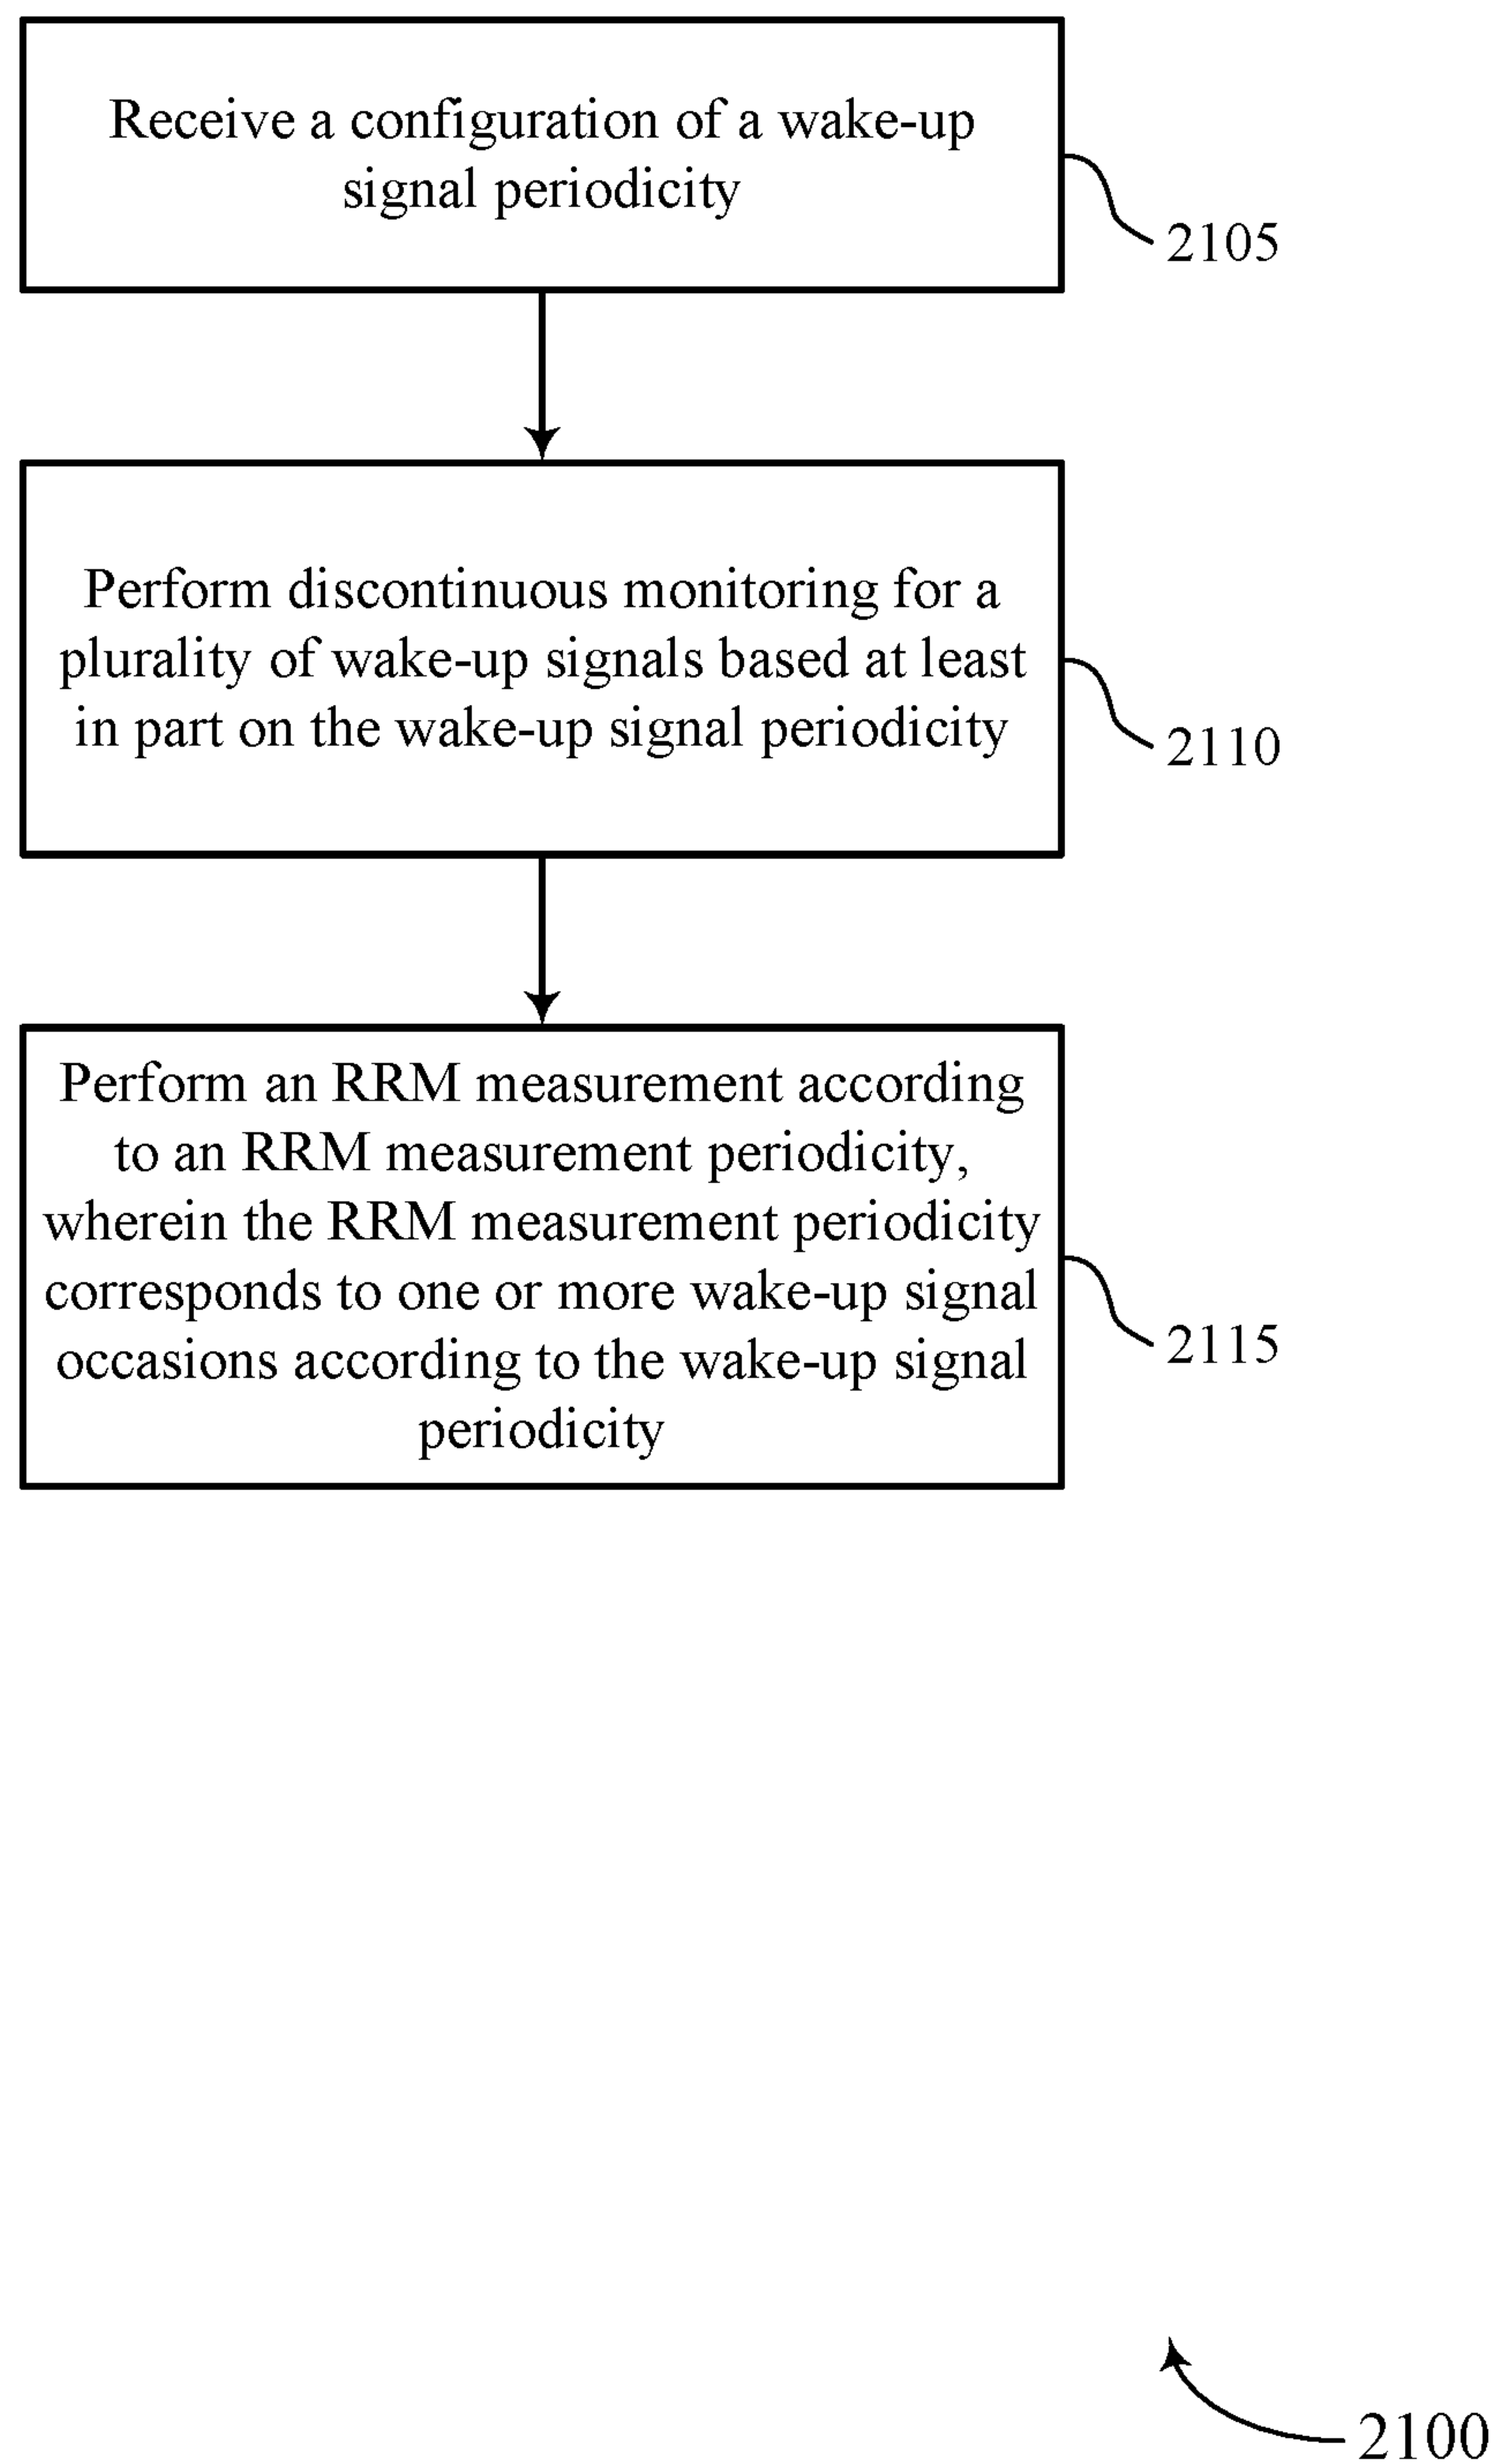 Receive a configuration of a wake-up
signal periodicity
2105
Perform discontinuous monitoring for a
plurality of wake-up signals based at least
in part on the wake-up signal periodicity
2110
Perform an RRM measurement according
to an RRM measurement periodicity,
wherein the RRM measurement periodicity
corresponds to one or more wake-up signal
occasions according to the wake-up signal
periodicity
2115
2100